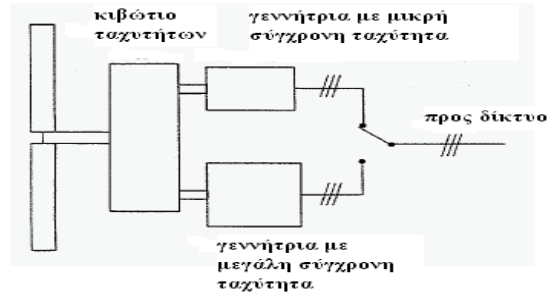 κιβώτιο
ταχυτήτων
γεννήτρια με μικρή
σύγχρονη ταχύτητα
προς δίκτυο
γεννήτρια με
μεγάλη σύγχρονη
ταχύτητα